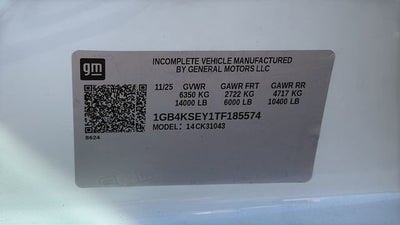 gm
INCOMPLETE VEHICLE MANUFACTURED
BY GENERAL MOTORS LLC
11/25 GVWR GAWR FRT GAWR RR
6350 KG 2722 KG 4717 KG
14000 LB 6000 LB 10400 LB
1GB4KSEY1TF185574
MODEL: 14CK31043
8624